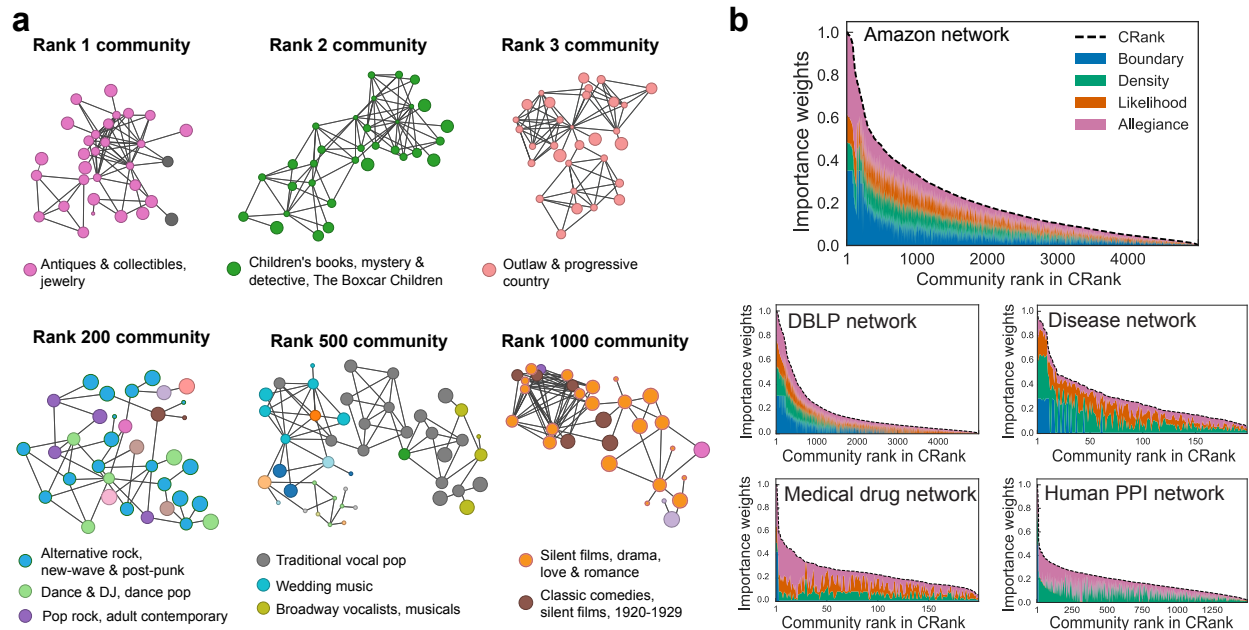 a
Rank 1 community
Rank 2 community
Rank 3 community
Antiques & collectibles,
jewelry
Children's books, mystery &
detective, The Boxcar Children
Outlaw & progressive
country
Rank 200 community
Rank 500 community
Rank 1000 community
Alternative rock,
new-wave & post-punk
Dance & DJ, dance pop
Pop rock, adult contemporary
Traditional vocal pop
Wedding music
Broadway vocalists, musicals
Silent films, drama,
love & romance
Classic comedies,
silent films, 1920-1929
b
Amazon network
CRank
Boundary
Density
Likelihood
Allegiance
Importance weights
1.0
0.8
0.6
0.4
0.2
0.0
1 1000 2000 3000 4000
Community rank in CRank
DBLP network
Importance weights
1.0
0.8
0.6
0.4
0.2
0.0
1 1000 2000 3000 4000
Community rank in CRank
Disease network
Importance weights
1.0
0.8
0.6
0.4
0.2
0.0
1 50 100 150
Community rank in CRank
Medical drug network
Importance weights
1.0
0.8
0.6
0.4
0.2
0.0
1 50 100 150
Community rank in CRank
Human PPI network
Importance weights
1.0
0.8
0.6
0.4
0.2
0.0
1 250 500 750 1000 1250
Community rank in CRank